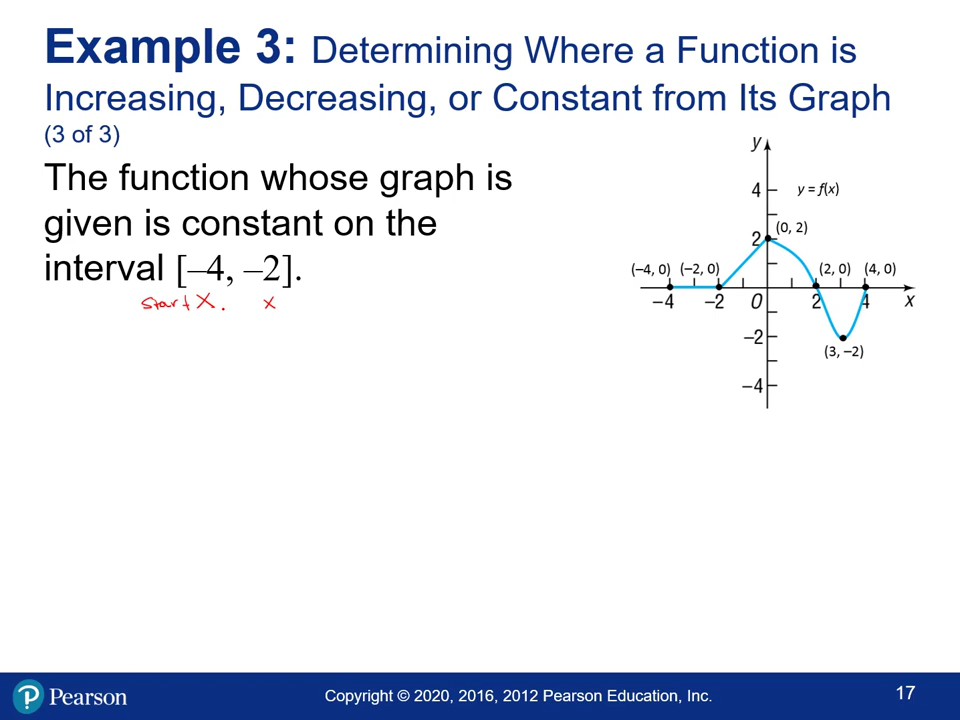 Example 3: Determining Where a Function is
Increasing, Decreasing, or Constant from Its Graph
(3 of 3)
The function whose graph is
given is constant on the
interval [–4, –2].
start X. x
y
4
y = f(x)
(0, 2)
2
(–4, 0) (–2, 0) (2, 0) (4, 0)
–4 –2 O 2 4 x
–2
(3, –2)
–4
P Pearson
Copyright © 2020, 2016, 2012 Pearson Education, Inc.
17